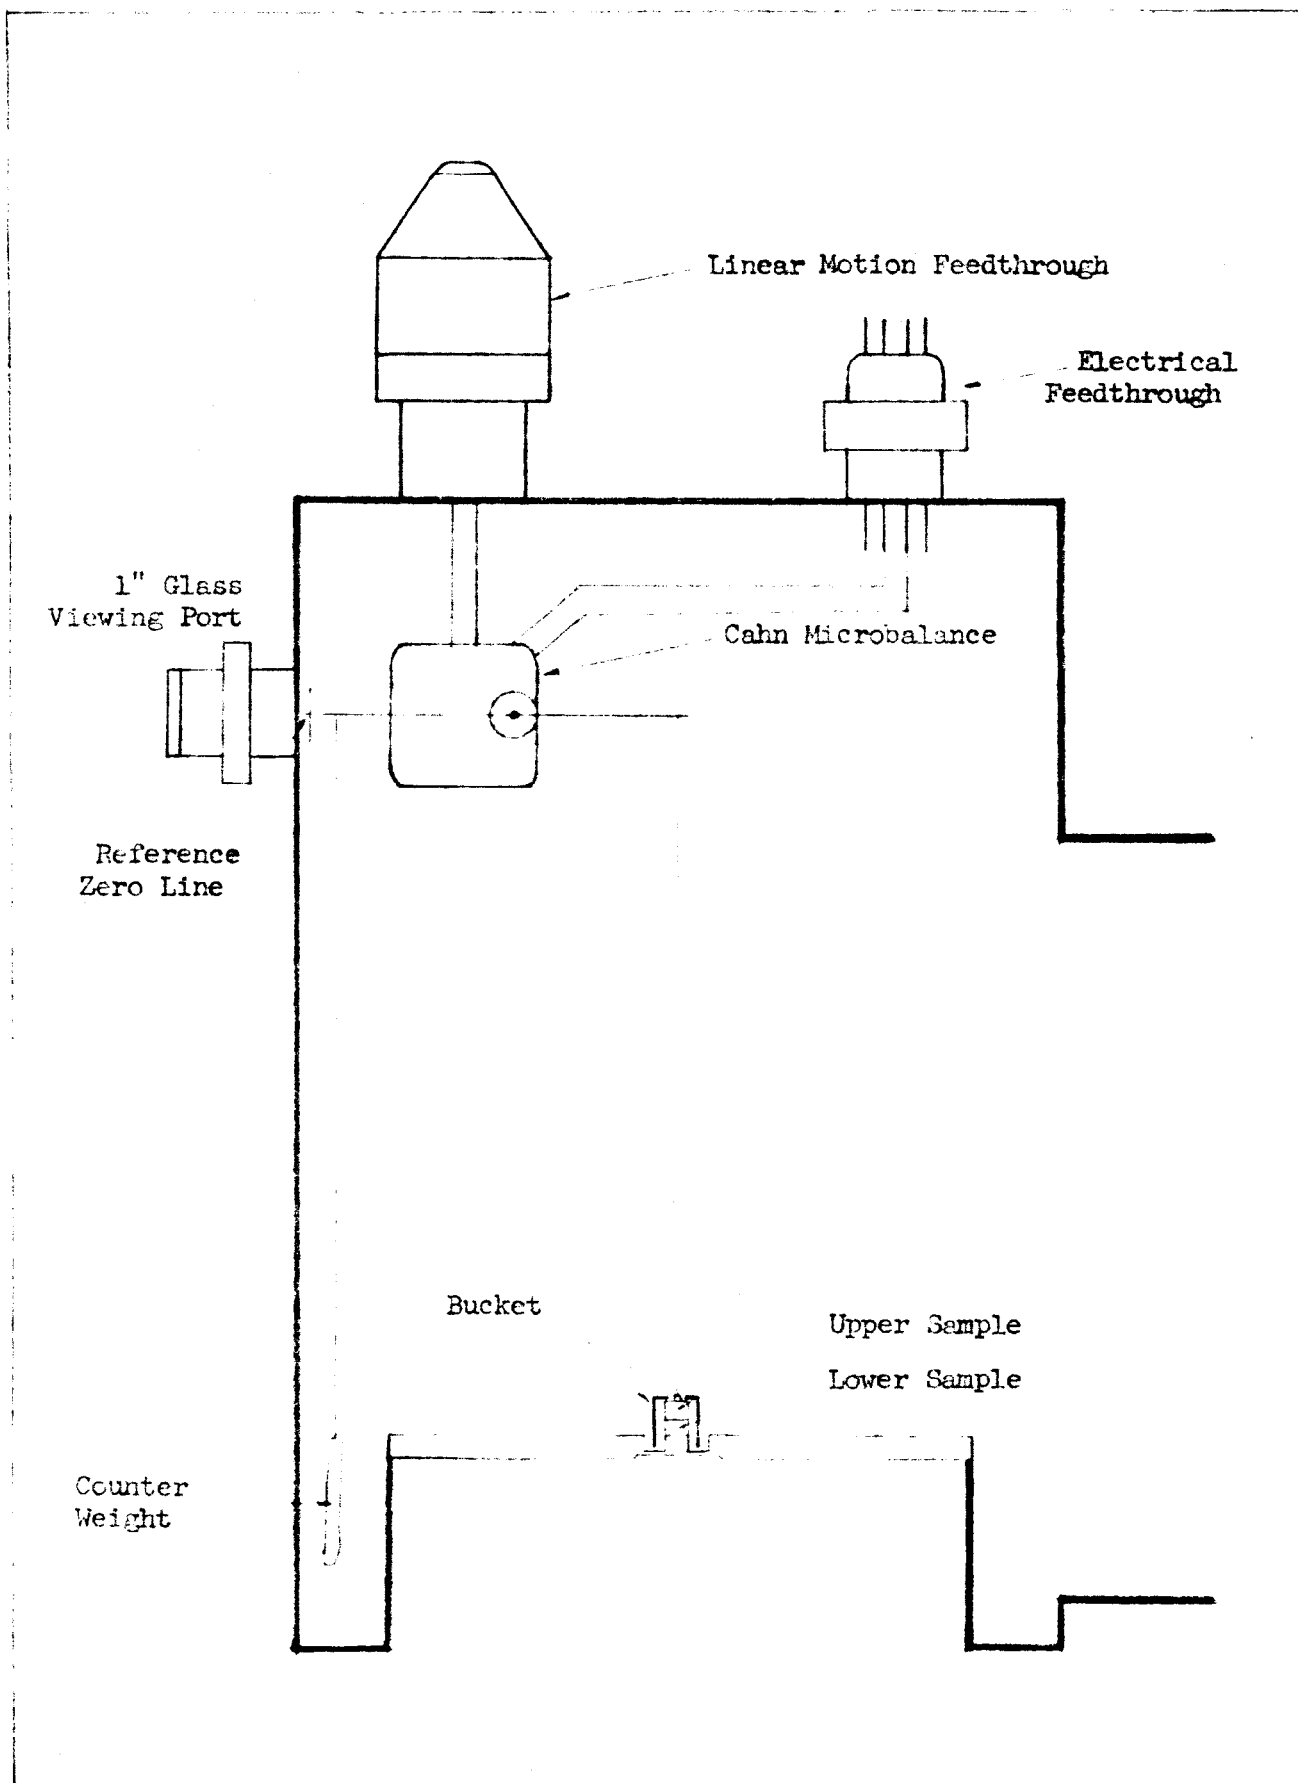 Linear Motion Feedthrough
Electrical
Feedthrough
1" Glass
Viewing Port
Cahn Microbalance
Reference
Zero Line
Bucket
Upper Sample
Lower Sample
Counter
Weight